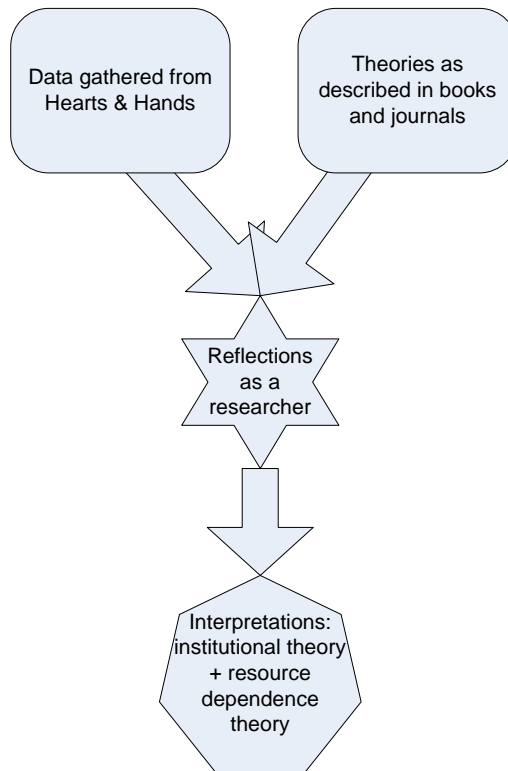 Data gathered from
Hearts & Hands
Theories as
described in books
and journals
Reflections
as a
researcher
Interpretations:
institutional theory
+ resource
dependence
theory